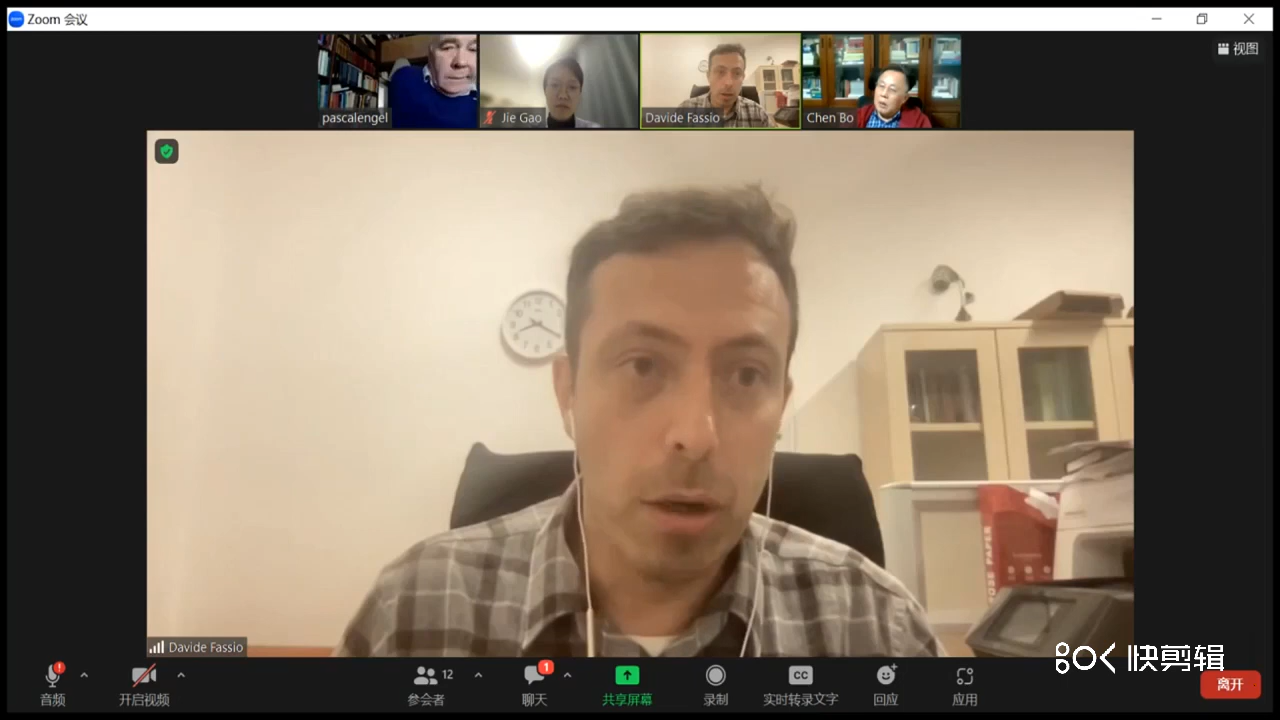 Zoom 会议
视图
pascalengel
Jie Gao
Davide Fassio
Chen Bo
Davide Fassio
快剪辑
12
1
CC
音频
开启视频
参会者
聊天
共享屏幕
录制
实时转录文字
回应
应用
离开